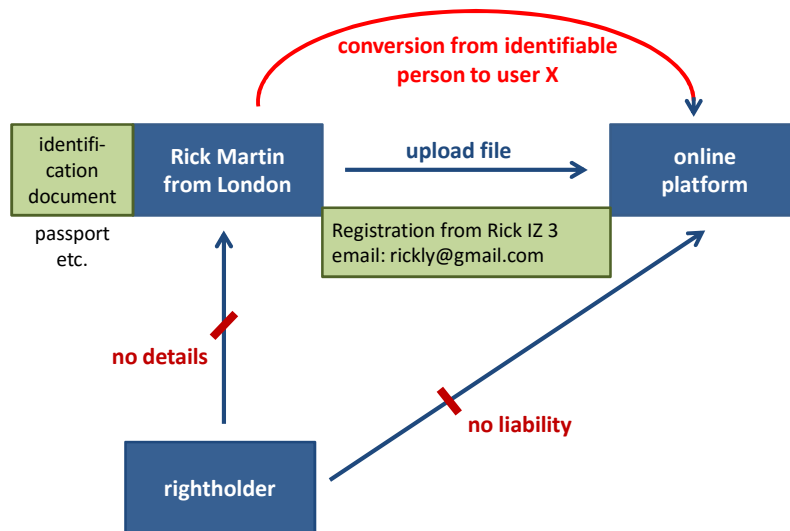 conversion from identifiable
person to user X
identifi-
cation
document
Rick Martin
from London
upload file
online
platform
passport
etc.
Registration from Rick IZ 3
email: rickly@gmail.com
no details
no liability
rightholder